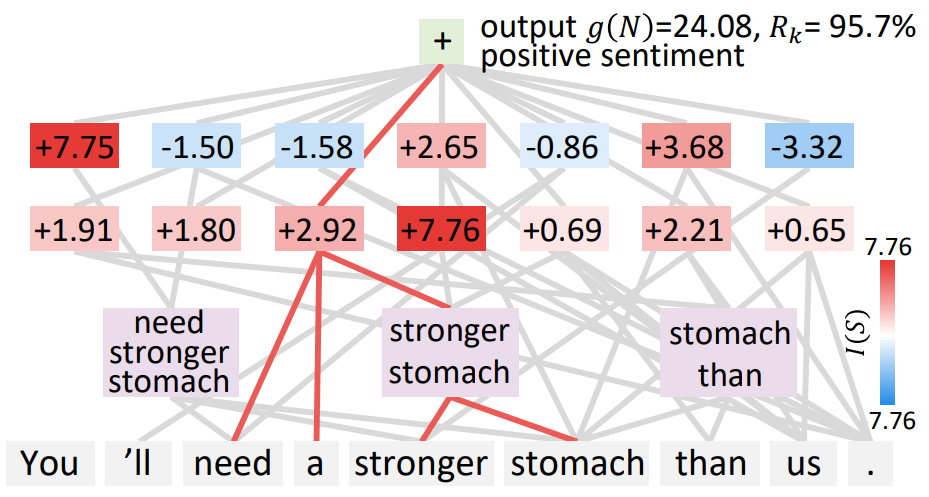 +
output g(N)=24.08, Rₖ= 95.7%
positive sentiment
+7.75 -1.50 -1.58 +2.65 -0.86 +3.68 -3.32
+1.91 +1.80 +2.92 +7.76 +0.69 +2.21 +0.65
7.76
I(S)
7.76
need
stronger
stomach
stronger
stomach
stomach
than
You 'll need a stronger stomach than us .